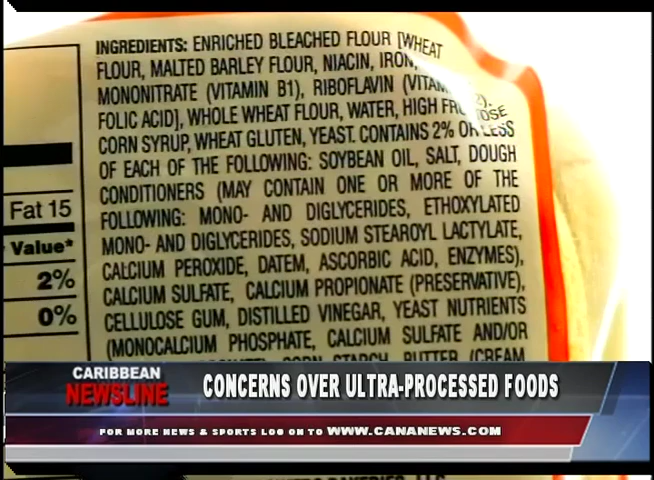 INGREDIENTS: ENRICHED BLEACHED FLOUR [WHEAT
FLOUR, MALTED BARLEY FLOUR, NIACIN, IRON,
MONONITRATE (VITAMIN B1), RIBOFLAVIN
FOLIC ACID], WHOLE WHEAT FLOUR, WATER, HIGH
CORN SYRUP, WHEAT GLUTEN, YEAST. CONTAINS 2% OR LESS
OF EACH OF THE FOLLOWING: SOYBEAN OIL, SALT, DOUGH
CONDITIONERS (MAY CONTAIN ONE OR MORE OF THE
FOLLOWING: MONO- AND DIGLYCERIDES, ETHOXYLATED
MONO- AND DIGLYCERIDES, SODIUM STEAROYL LACTYLATE,
CALCIUM PEROXIDE, DATEM, ASCORBIC ACID, ENZYMES),
CALCIUM SULFATE, CALCIUM PROPIONATE (PRESERVATIVE),
CELLULOSE GUM, DISTILLED VINEGAR, YEAST NUTRIENTS
(MONOCALCIUM PHOSPHATE, CALCIUM SULFATE AND/OR
CORN STARCH, BUTTER (CREAM
Fat 15
Value*
2%
0%
CARIBBEAN
NEWSLINE
CONCERNS OVER ULTRA-PROCESSED FOODS
FOR MORE NEWS & SPORTS LOG ON TO WWW.CANANEWS.COM